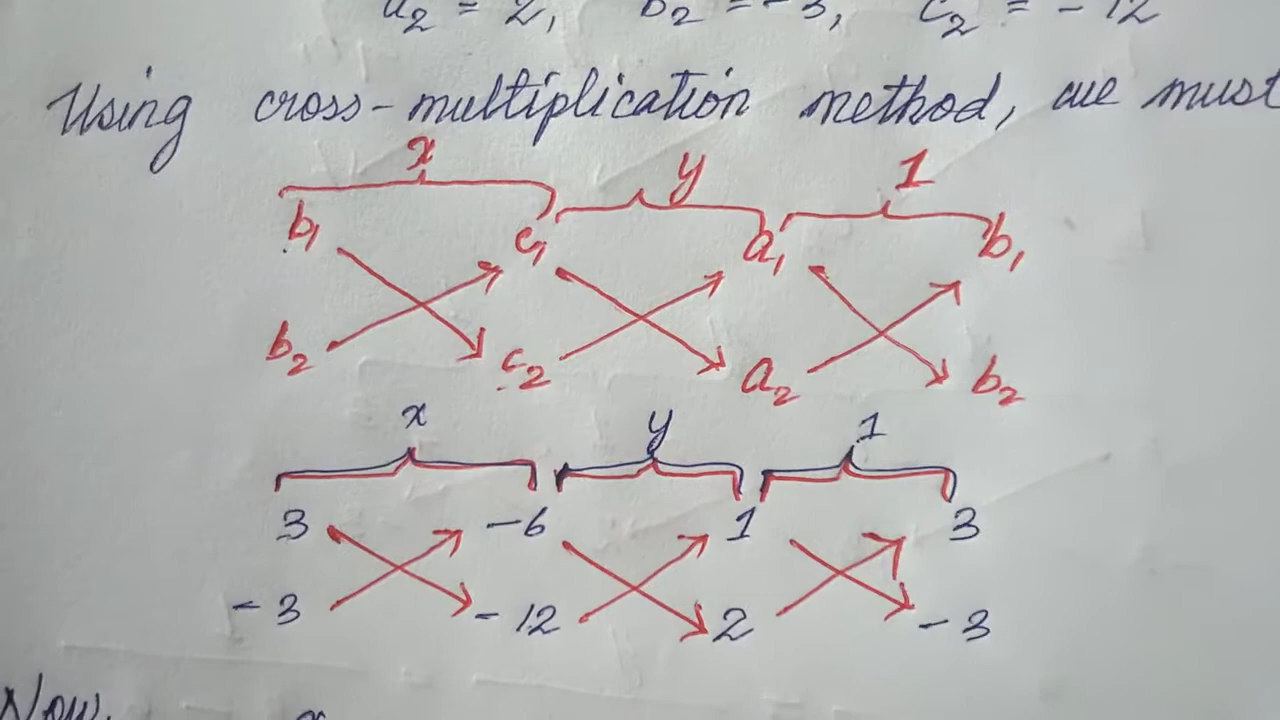 a₂ = 2, b₂ = -3, c₂ = -12
Using cross-multiplication method, we must
x y 1
b₁ c₁ a₁ b₁
b₂ c₂ a₂ b₂
x y 1
3 -6 1 3
-3 -12 2 -3
Now, x